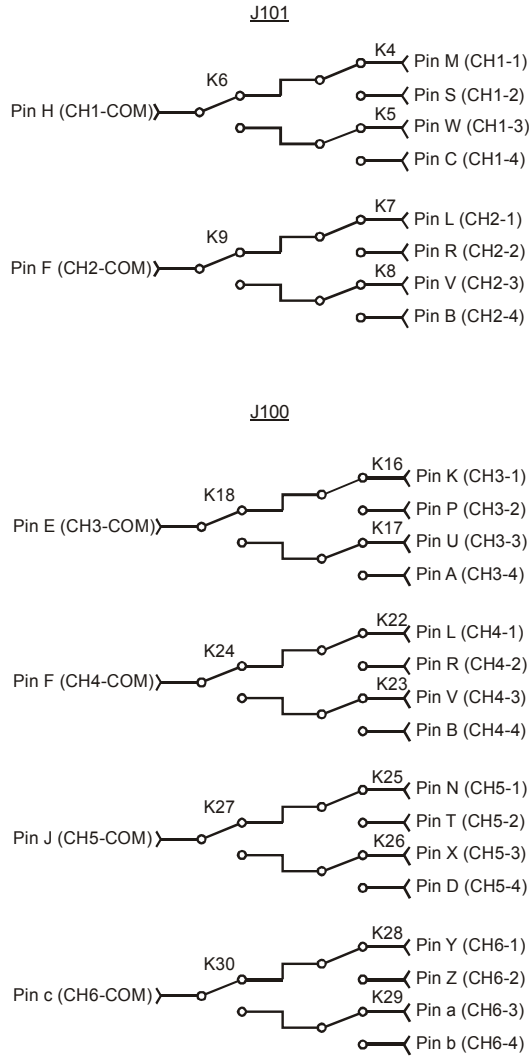 J101
K4
Pin M (CH1-1)
K6
Pin S (CH1-2)
Pin H (CH1-COM)
K5
Pin W (CH1-3)
Pin C (CH1-4)
K7
Pin L (CH2-1)
K9
Pin R (CH2-2)
Pin F (CH2-COM)
K8
Pin V (CH2-3)
Pin B (CH2-4)
J100
K16
Pin K (CH3-1)
K18
Pin P (CH3-2)
Pin E (CH3-COM)
K17
Pin U (CH3-3)
Pin A (CH3-4)
K22
Pin L (CH4-1)
K24
Pin R (CH4-2)
Pin F (CH4-COM)
K23
Pin V (CH4-3)
Pin B (CH4-4)
K25
Pin N (CH5-1)
K27
Pin T (CH5-2)
Pin J (CH5-COM)
K26
Pin X (CH5-3)
Pin D (CH5-4)
K28
Pin Y (CH6-1)
K30
Pin Z (CH6-2)
Pin c (CH6-COM)
K29
Pin a (CH6-3)
Pin b (CH6-4)